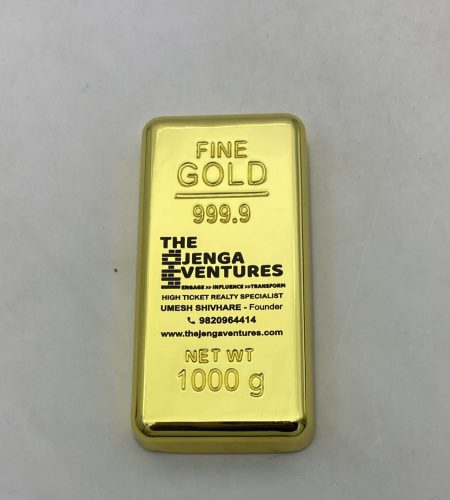 FINE
GOLD
999.9
THE
JENGA
VENTURES
ENGAGE >> INFLUENCE >>TRANSFORM
HIGH TICKET REALTY SPECIALIST
UMESH SHIVHARE - Founder
9820964414
www.thejengaventures.com
NET WT
1000 g